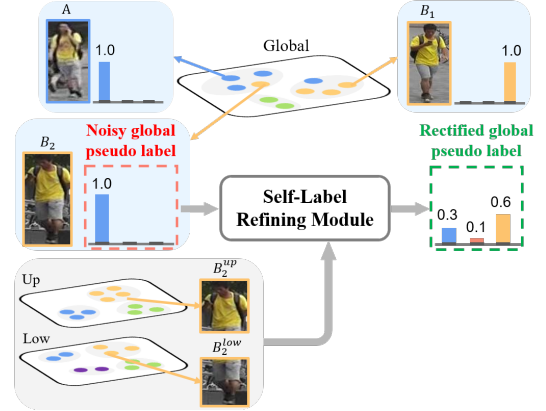 A
1.0
Global
B₁
1.0
B₂
Noisy global
pseudo label
1.0
Self-Label
Refining Module
Rectified global
pseudo label
0.3
0.1
0.6
Up
B₂ᵘᵖ
Low
B₂ˡᵒʷ